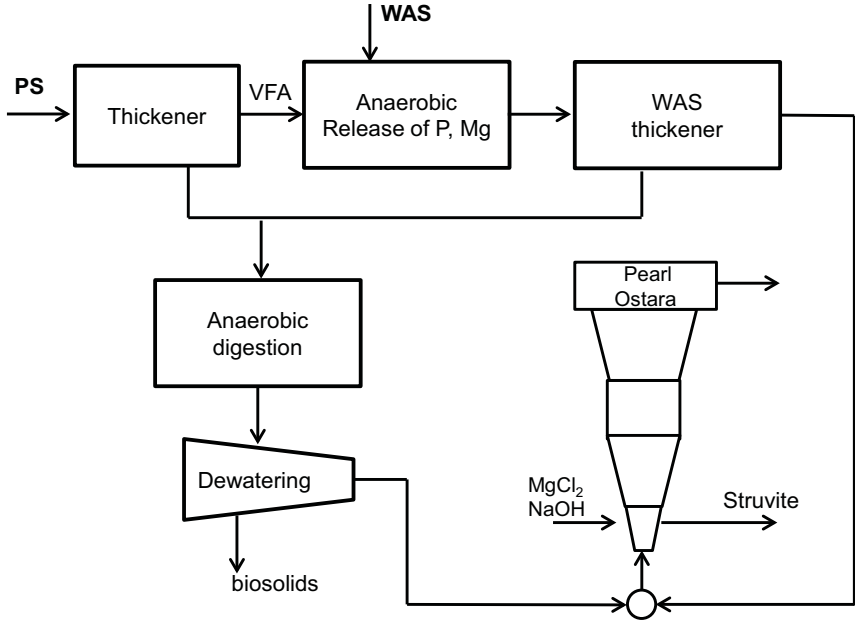 WAS
PS
Thickener
VFA
Anaerobic
Release of P, Mg
WAS
thickener
Pearl
Ostara
Anaerobic
digestion
Dewatering
biosolids
MgCl₂
NaOH
Struvite